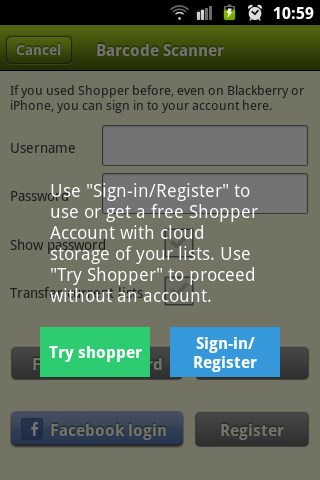 10:59
Cancel
Barcode Scanner
If you used Shopper before, even on Blackberry or
iPhone, you can sign in to your account here.
Username
Password
Use "Sign-in/Register" to
use or get a free Shopper
Account with cloud
storage of your lists. Use
"Try Shopper" to proceed
without an account.
Show password
Transfer current lists
Try shopper
Sign-in/
Register
Facebook login
Register